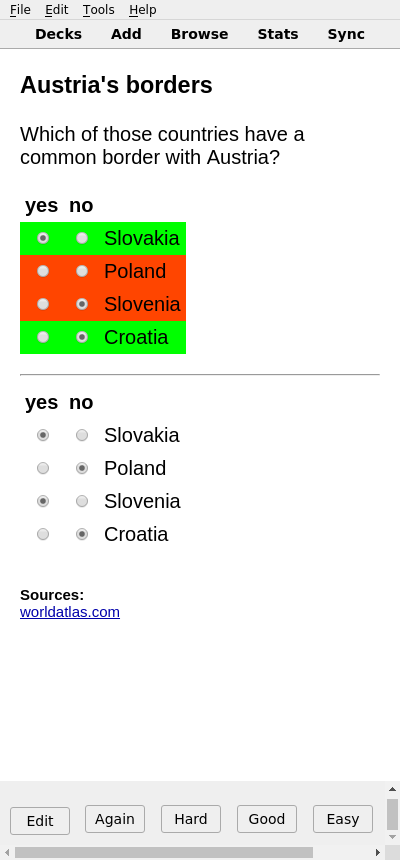 File Edit Tools Help
Decks Add Browse Stats Sync
Austria's borders
Which of those countries have a
common border with Austria?
yes no
Slovakia
Poland
Slovenia
Croatia
yes no
Slovakia
Poland
Slovenia
Croatia
Sources:
worldatlas.com
Edit Again Hard Good Easy